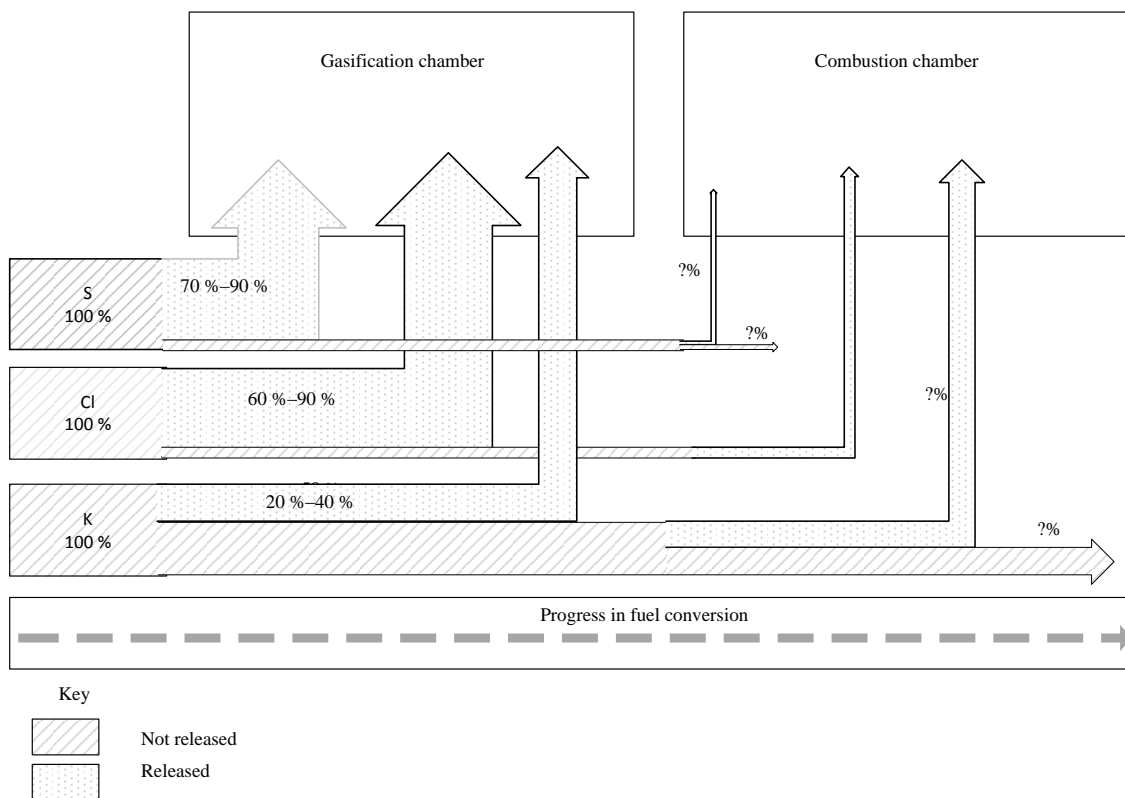 Gasification chamber
Combustion chamber
S
100 %
70 %–90 %
?%
?%
Cl
100 %
60 %–90 %
?%
K
100 %
20 %–40 %
?%
Progress in fuel conversion
Key
Not released
Released